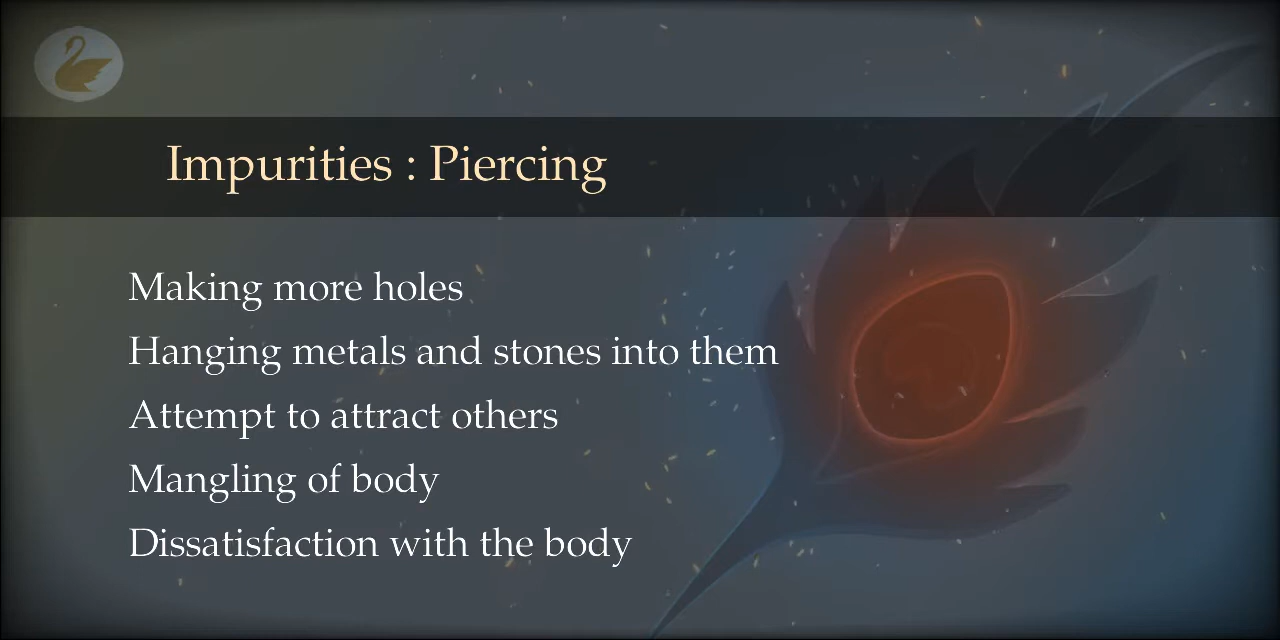 Impurities : Piercing
Making more holes
Hanging metals and stones into them
Attempt to attract others
Mangling of body
Dissatisfaction with the body